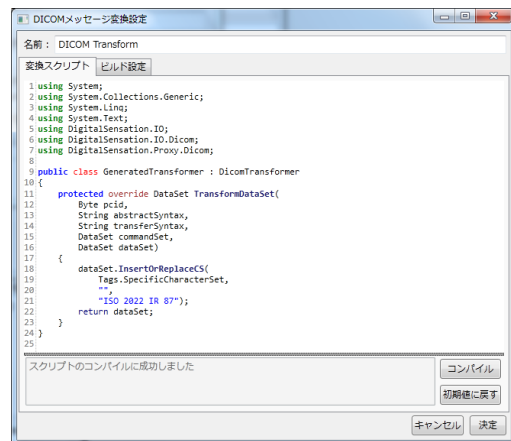 DICOMメッセージ変換設定
名前： DICOM Transform
変換スクリプト ビルド設定
1 using System;
2 using System.Collections.Generic;
3 using System.Linq;
4 using System.Text;
5 using DigitalSensation.IO;
6 using DigitalSensation.IO.Dicom;
7 using DigitalSensation.Proxy.Dicom;
8
9 public class GeneratedTransformer : DicomTransformer
10 {
11     protected override DataSet TransformDataSet(
12         Byte pcid,
13         String abstractSyntax,
14         String transferSyntax,
15         DataSet commandSet,
16         DataSet dataSet)
17     {
18         dataSet.InsertOrReplaceCS(
19             Tags.SpecificCharacterSet,
20             "",
21             "ISO 2022 IR 87");
22         return dataSet;
23     }
24 }
25
スクリプトのコンパイルに成功しました
コンパイル
初期値に戻す
キャンセル 決定